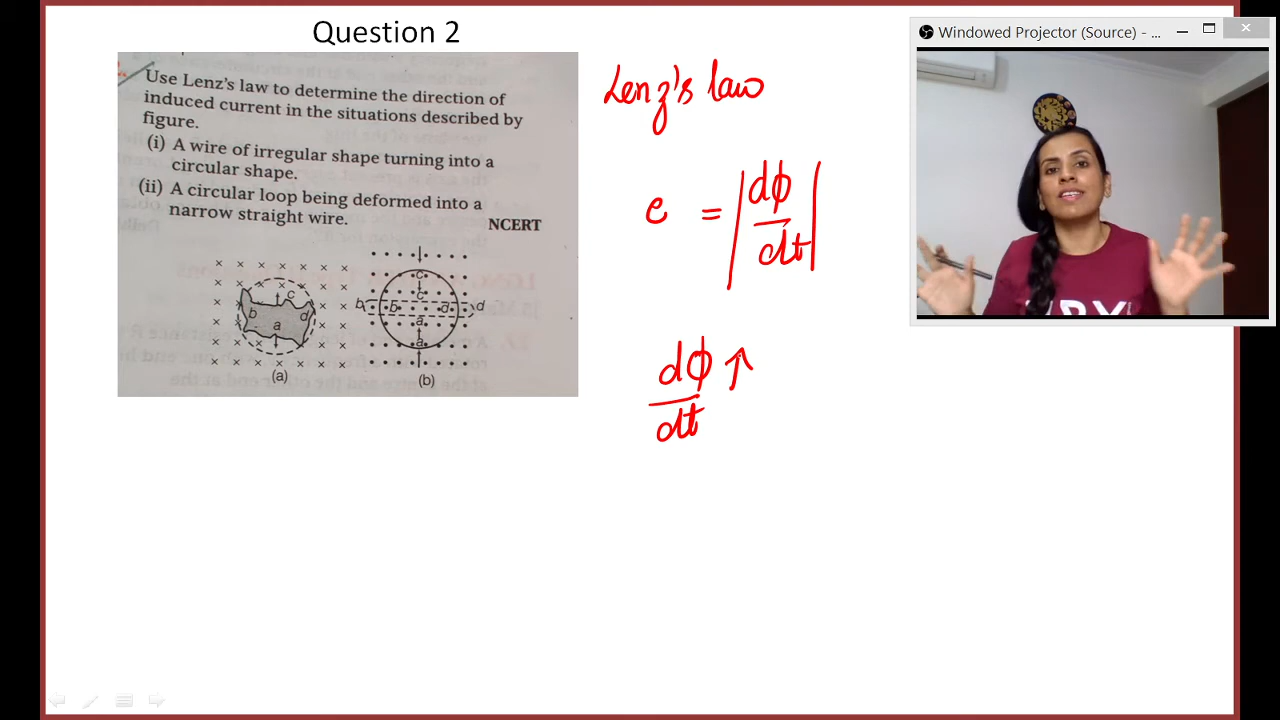 Question 2
Use Lenz's law to determine the direction of
induced current in the situations described by
figure.
(i) A wire of irregular shape turning into a
circular shape.
(ii) A circular loop being deformed into a
narrow straight wire.
NCERT
c
b
d
a
(a)
c
c
b
b
d
d
a
a
(b)
Lenz's law
e = |dϕ/dt|
dϕ/dt ↑
Windowed Projector (Source) - ...